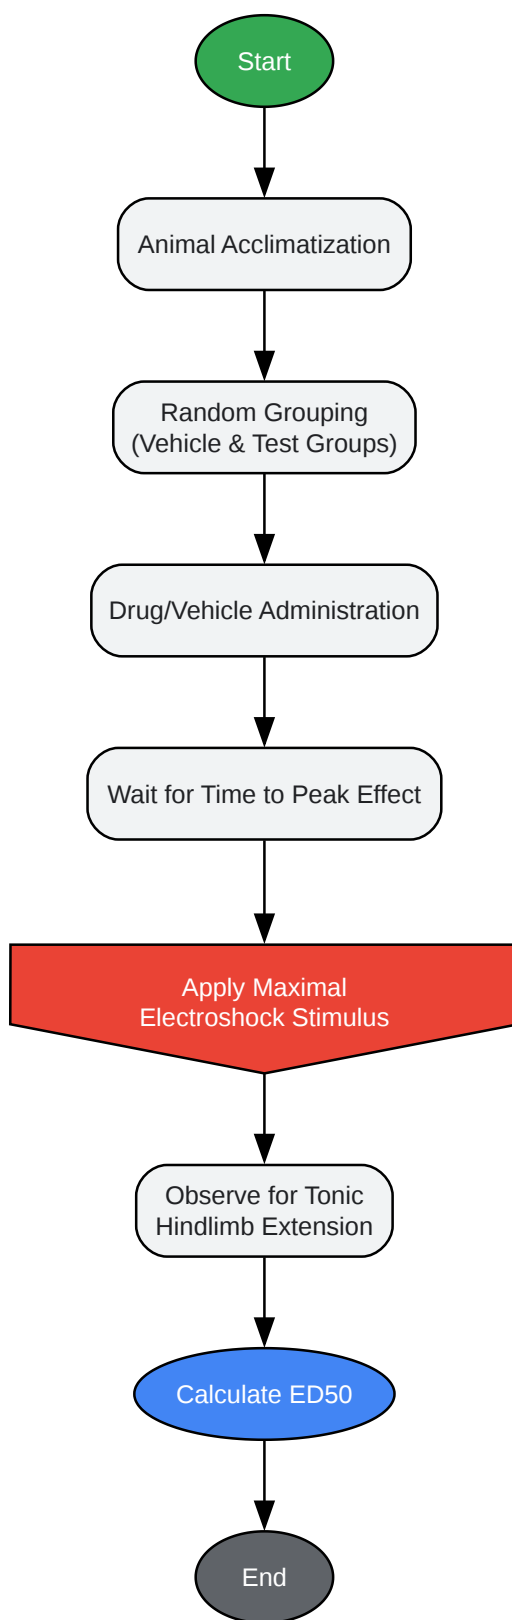 Start
Animal Acclimatization
Random Grouping
(Vehicle & Test Groups)
Drug/Vehicle Administration
Wait for Time to Peak Effect
Apply Maximal
Electroshock Stimulus
Observe for Tonic
Hindlimb Extension
Calculate ED50
End